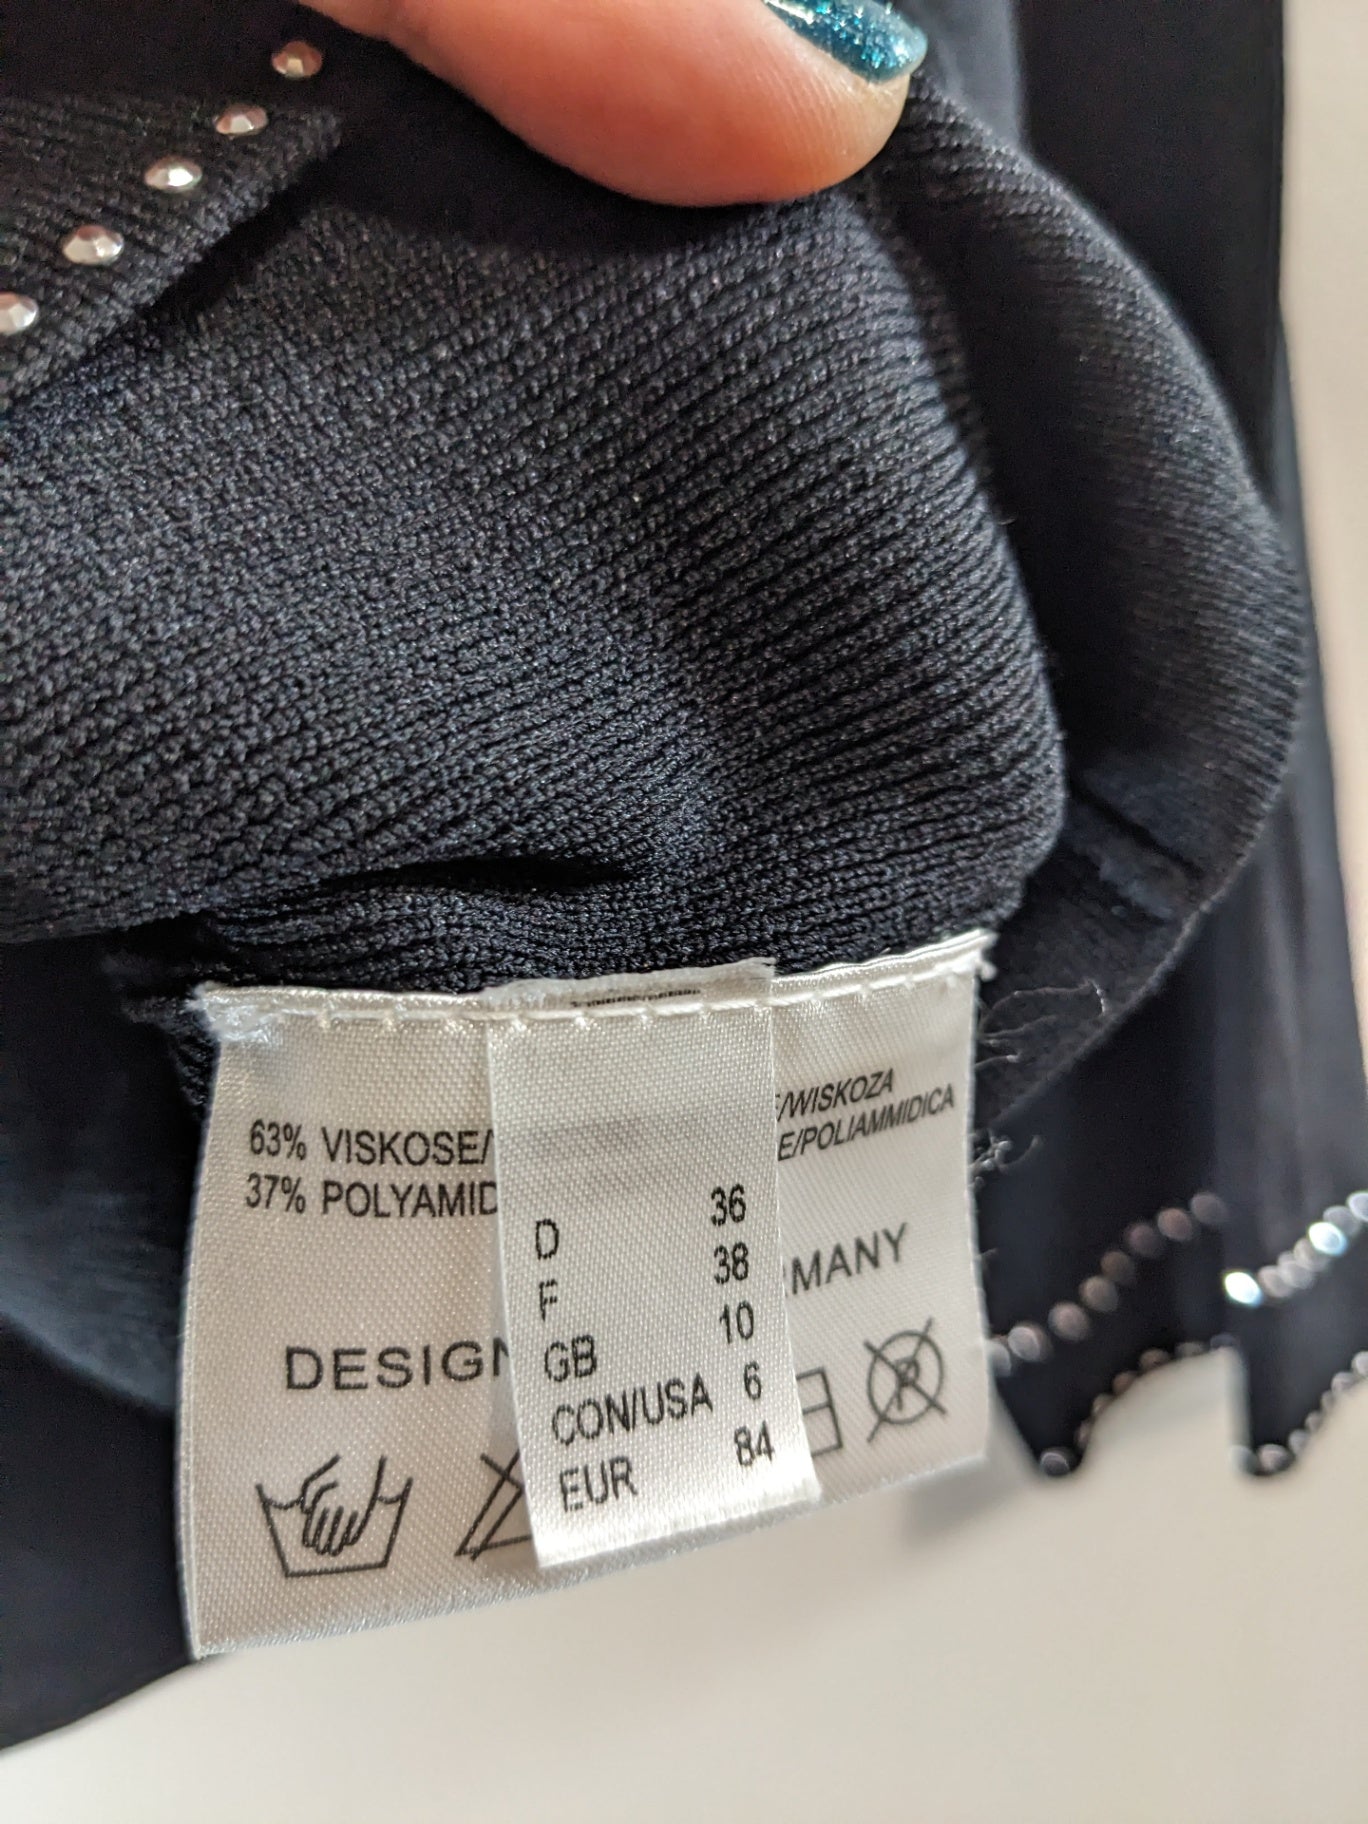 63% VISKOSE/
37% POLYAMID
DESIGN
D 36
F 38
GB 10
CON/USA 6
EUR 84
/WISKOZA
E/POLIAMMIDICA
RMANY
P